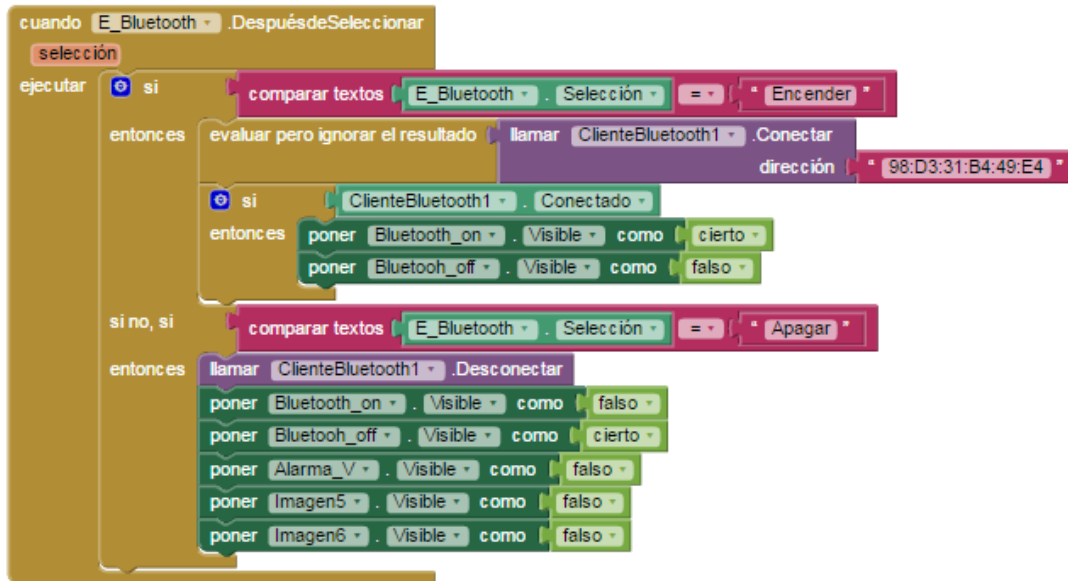 cuando E_Bluetooth .DespuésdeSeleccionar
selección
ejecutar si comparar textos E_Bluetooth . Selección = " Encender "
entonces evaluar pero ignorar el resultado llamar ClienteBluetooth1 .Conectar
dirección " 98:D3:31:B4:49:E4 "
si ClienteBluetooth1 . Conectado
entonces poner Bluetooth_on . Visible como cierto
poner Bluetooh_off . Visible como falso
si no, si comparar textos E_Bluetooth . Selección = " Apagar "
entonces llamar ClienteBluetooth1 .Desconectar
poner Bluetooth_on . Visible como falso
poner Bluetooh_off . Visible como cierto
poner Alarma_V . Visible como falso
poner Imagen5 . Visible como falso
poner Imagen6 . Visible como falso